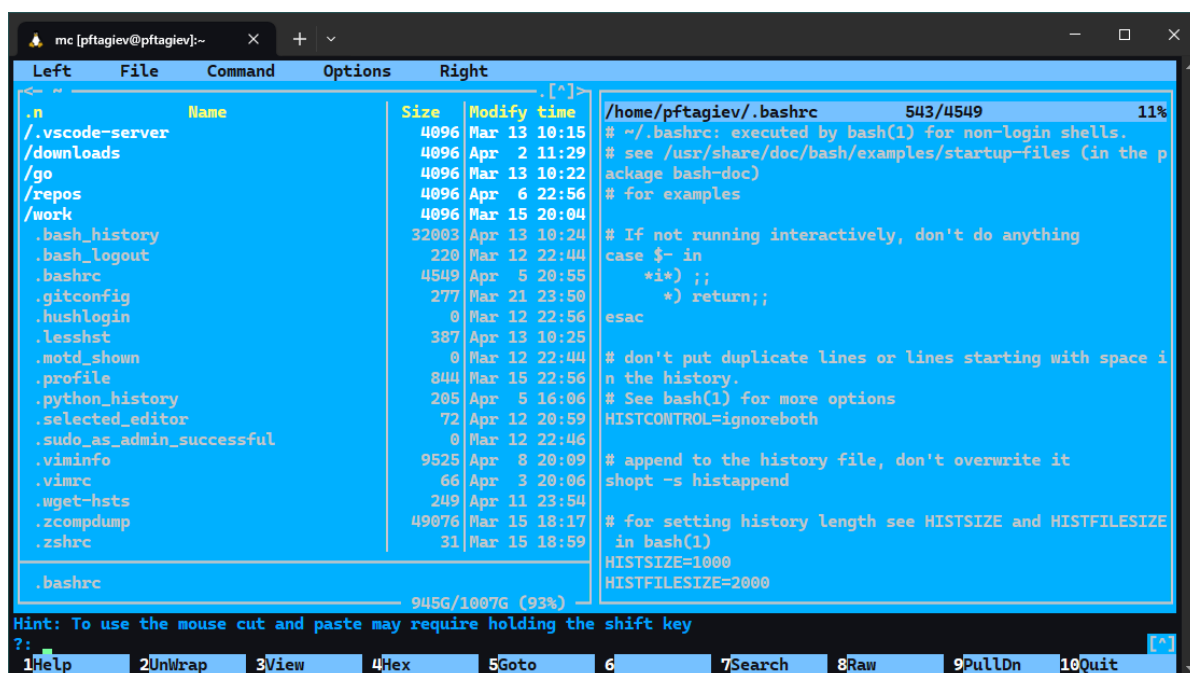 mc [pftagiev@pftagiev]:~
Left File Command Options Right
<- ~ .[^]>
.n Name Size Modify time
/.vscode-server 4096 Mar 13 10:15
/downloads 4096 Apr 2 11:29
/go 4096 Mar 13 10:22
/repos 4096 Apr 6 22:56
/work 4096 Mar 15 20:04
.bash_history 32003 Apr 13 10:24
.bash_logout 220 Mar 12 22:44
.bashrc 4549 Apr 5 20:55
.gitconfig 277 Mar 21 23:50
.hushlogin 0 Mar 12 22:56
.lesshst 387 Apr 13 10:25
.motd_shown 0 Mar 12 22:44
.profile 844 Mar 15 22:56
.python_history 205 Apr 5 16:06
.selected_editor 72 Apr 12 20:59
.sudo_as_admin_successful 0 Mar 12 22:46
.viminfo 9525 Apr 8 20:09
.vimrc 66 Apr 3 20:06
.wget-hsts 249 Apr 11 23:54
.zcompdump 49076 Mar 15 18:17
.zshrc 31 Mar 15 18:59
.bashrc
945G/1007G (93%)
/home/pftagiev/.bashrc 543/4549 11%
# ~/.bashrc: executed by bash(1) for non-login shells.
# see /usr/share/doc/bash/examples/startup-files (in the p
ackage bash-doc)
# for examples
# If not running interactively, don't do anything
case $- in
*i*) ;;
*) return;;
esac
# don't put duplicate lines or lines starting with space i
n the history.
# See bash(1) for more options
HISTCONTROL=ignoreboth
# append to the history file, don't overwrite it
shopt -s histappend
# for setting history length see HISTSIZE and HISTFILESIZE
in bash(1)
HISTSIZE=1000
HISTFILESIZE=2000
Hint: To use the mouse cut and paste may require holding the shift key
?: [^]
1Help 2UnWrap 3View 4Hex 5Goto 6 7Search 8Raw 9PullDn 10Quit